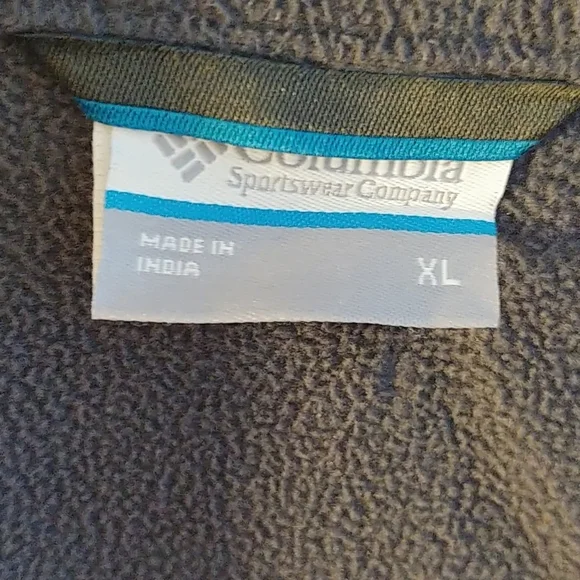 Columbia
Sportswear Company
MADE IN
INDIA
XL